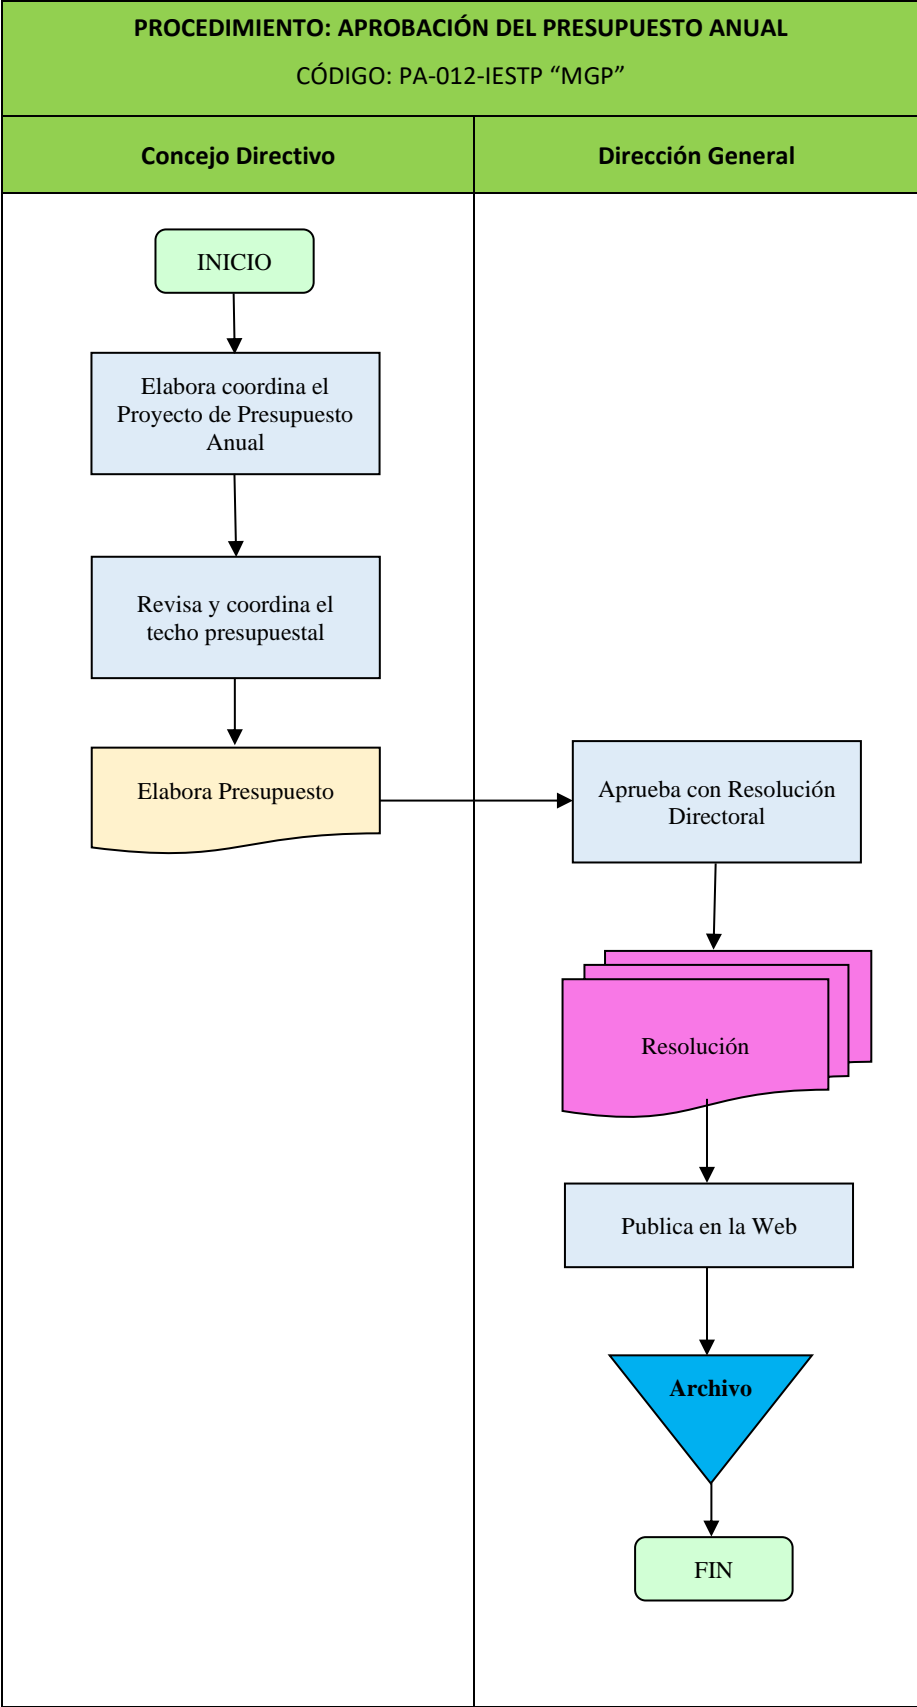 PROCEDIMIENTO: APROBACIÓN DEL PRESUPUESTO ANUAL
CÓDIGO: PA-012-IESTP “MGP”
Concejo Directivo
Dirección General
INICIO
Elabora coordina el
Proyecto de Presupuesto
Anual
Revisa y coordina el
techo presupuestal
Elabora Presupuesto
Aprueba con Resolución
Directoral
Resolución
Publica en la Web
Archivo
FIN